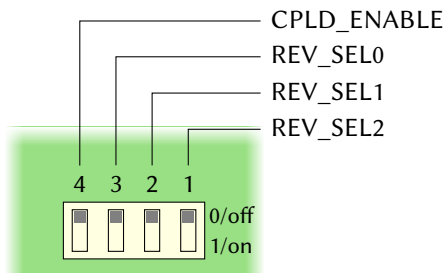 CPLD_ENABLE
REV_SEL0
REV_SEL1
REV_SEL2
4 3 2 1
0/off
1/on